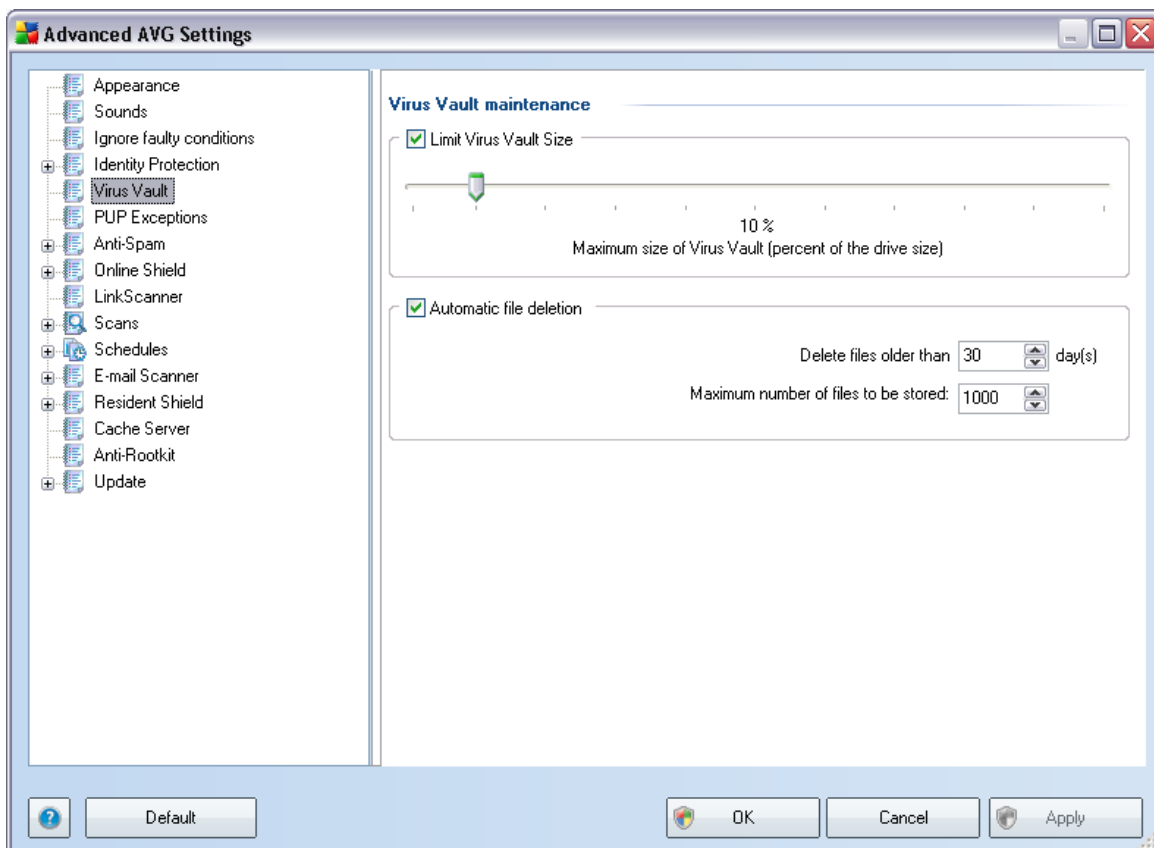 Advanced AVG Settings
Appearance
Sounds
Ignore faulty conditions
Identity Protection
Virus Vault
PUP Exceptions
Anti-Spam
Online Shield
LinkScanner
Scans
Schedules
E-mail Scanner
Resident Shield
Cache Server
Anti-Rootkit
Update
Virus Vault maintenance
Limit Virus Vault Size
10 %
Maximum size of Virus Vault (percent of the drive size)
Automatic file deletion
Delete files older than 30 day(s)
Maximum number of files to be stored: 1000
? Default OK Cancel Apply